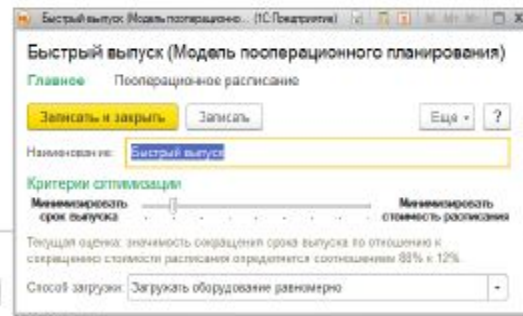 Быстрый выпуск (Модель пооперационно... (1С:Предприятие)
M M+ M-
Быстрый выпуск (Модель пооперационного планирования)
Главное Пооперационное расписание
Записать и закрыть Записать Еще ?
Наименование: Быстрый выпуск
Критерии оптимизации
Минимизировать срок выпуска
Минимизировать стоимость расписания
Текущая оценка: значимость сокращения срока выпуска по отношению к
сокращению стоимости расписания определяется соотношением 88% к 12%.
Способ загрузки: Загружать оборудование равномерно